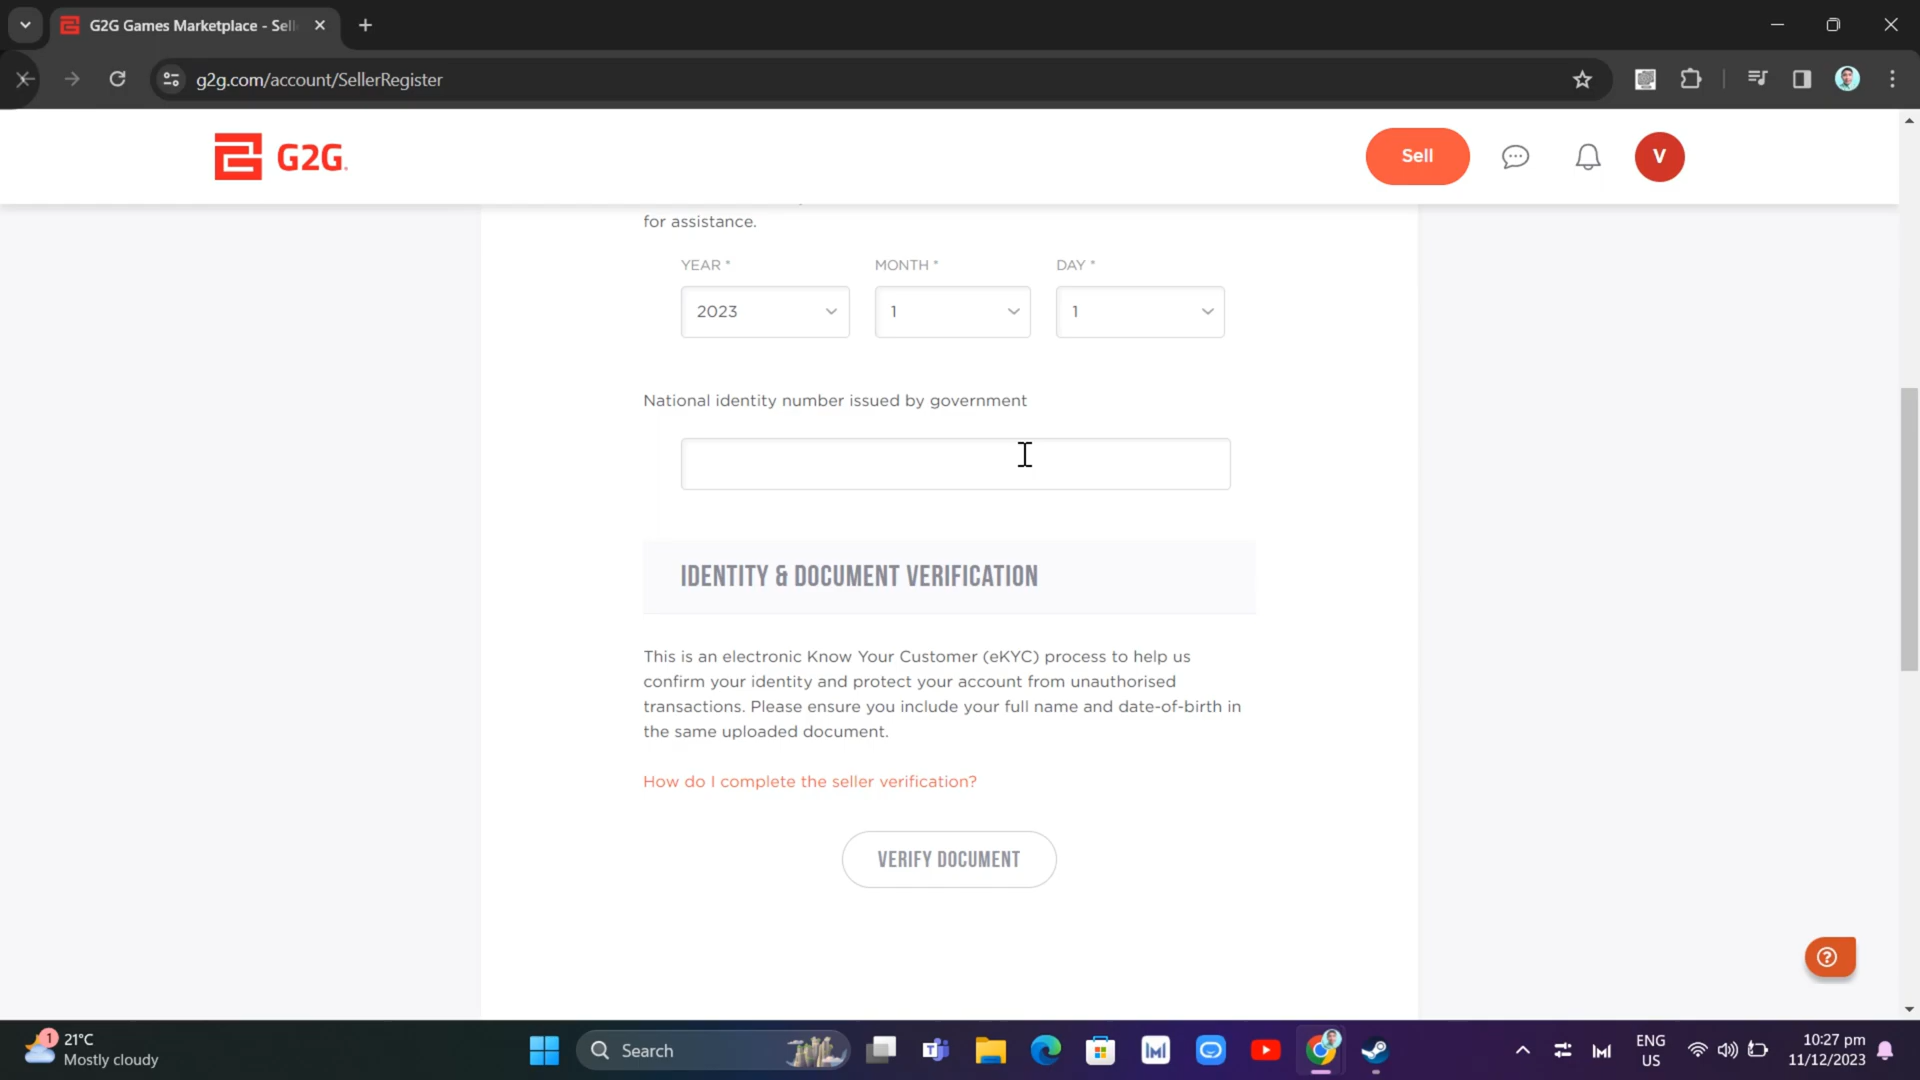 G2G Games Marketplace - Sell
g2g.com/account/SellerRegister
G2G.
Sell
V
for assistance.
YEAR *
MONTH *
DAY *
2023
1
1
National identity number issued by government
IDENTITY & DOCUMENT VERIFICATION
This is an electronic Know Your Customer (eKYC) process to help us
confirm your identity and protect your account from unauthorised
transactions. Please ensure you include your full name and date-of-birth in
the same uploaded document.
How do I complete the seller verification?
VERIFY DOCUMENT
1
21°C
Mostly cloudy
Search
ENG
US
10:27 pm
11/12/2023